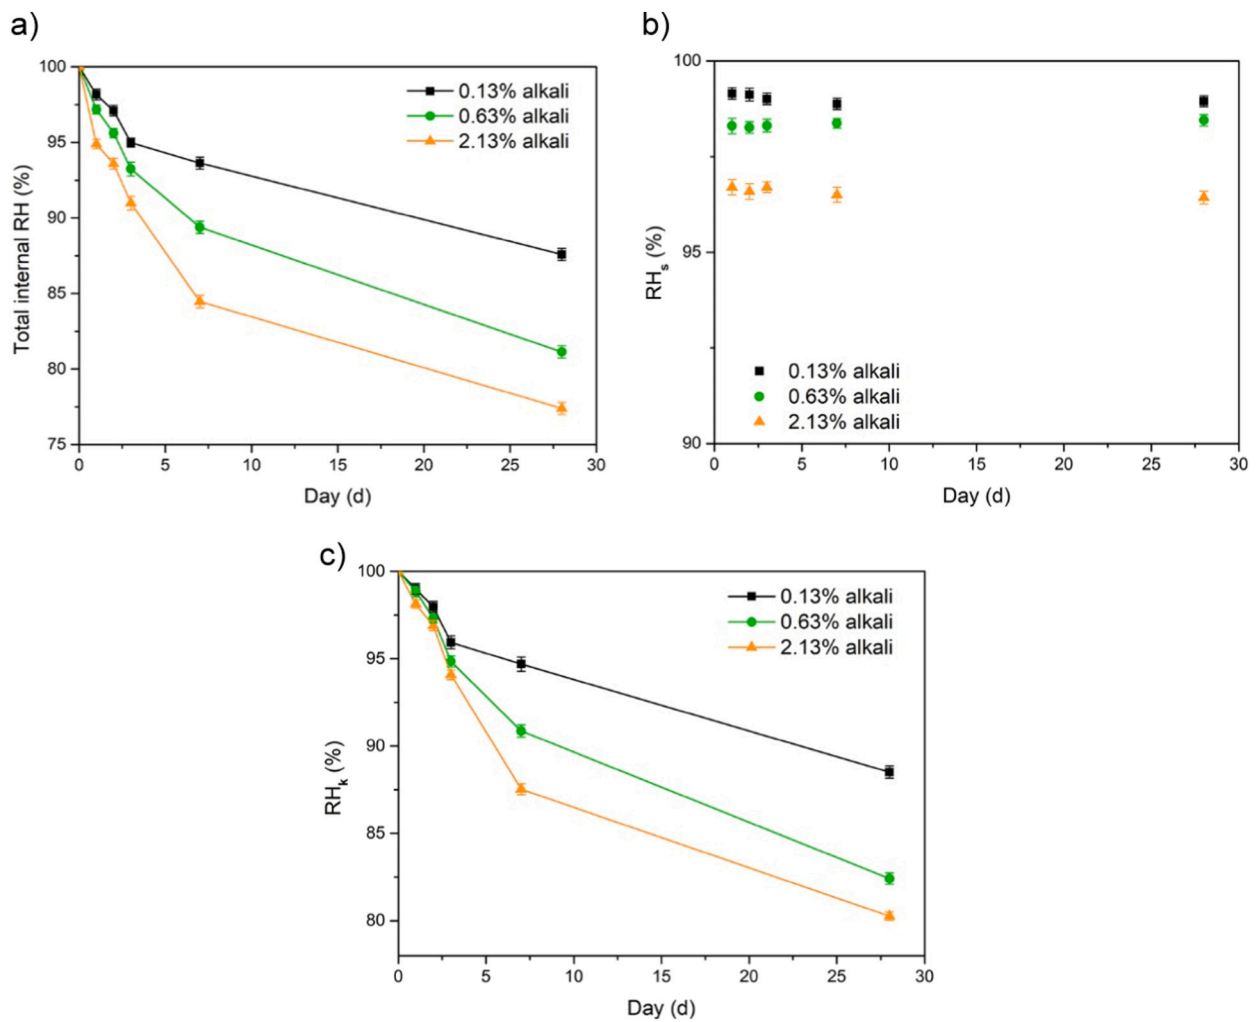 a)
100
95
90
85
80
75
0
5
10
15
20
25
30
Total internal RH (%)
Day (d)
0.13% alkali
0.63% alkali
2.13% alkali
b)
100
95
90
0
5
10
15
20
25
30
RHs (%)
Day (d)
0.13% alkali
0.63% alkali
2.13% alkali
c)
100
95
90
85
80
0
5
10
15
20
25
30
RHk (%)
Day (d)
0.13% alkali
0.63% alkali
2.13% alkali